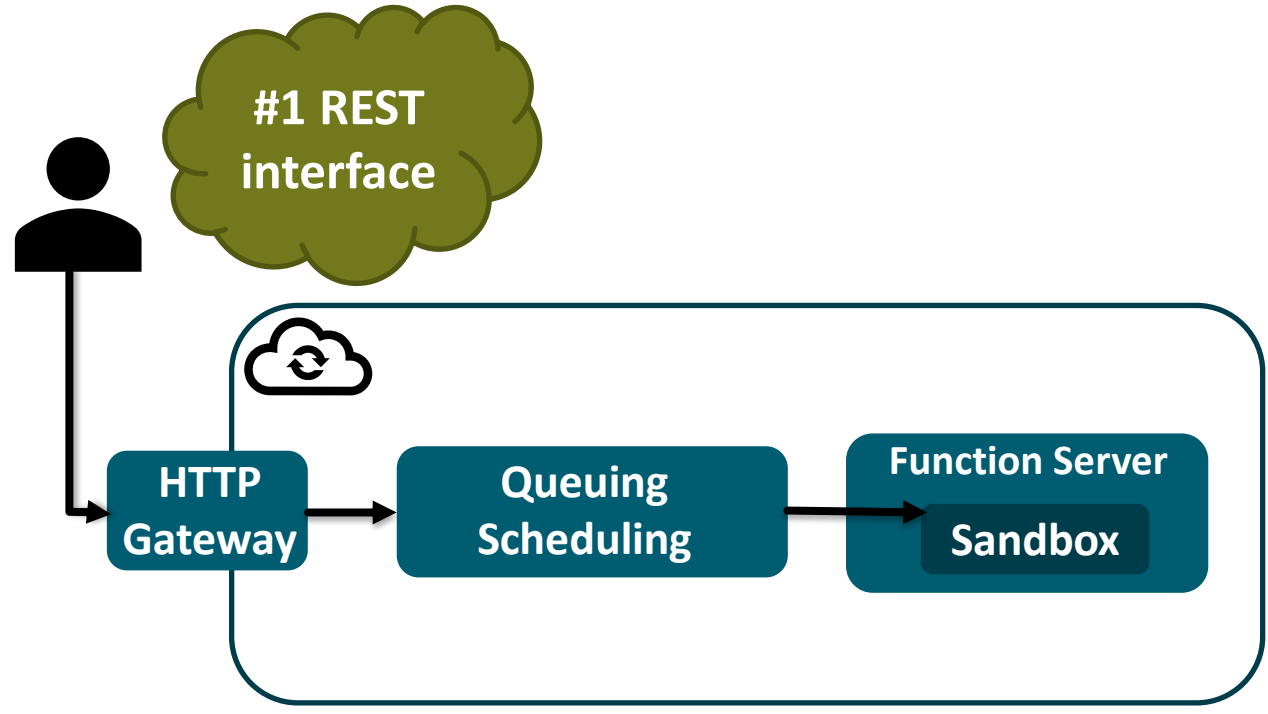 #1 REST
interface
HTTP
Gateway
Queuing
Scheduling
Function Server
Sandbox